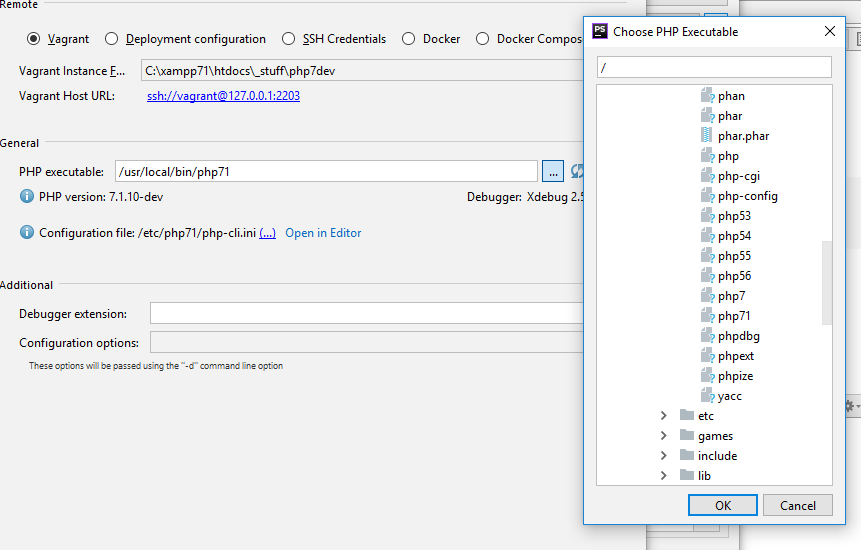 Remote
Vagrant Deployment configuration SSH Credentials Docker Docker Compos
Vagrant Instance F... C:\xampp71\htdocs\_stuff\php7dev
Vagrant Host URL: ssh://vagrant@127.0.0.1:2203
General
PHP executable: /usr/local/bin/php71 ...
PHP version: 7.1.10-dev Debugger: Xdebug 2.5
Configuration file: /etc/php71/php-cli.ini (...) Open in Editor
Additional
Debugger extension:
Configuration options:
These options will be passed using the "-d" command line option
PS Choose PHP Executable
/
phan
phar
phar.phar
php
php-cgi
php-config
php53
php54
php55
php56
php7
php71
phpdbg
phpext
phpize
yacc
etc
games
include
lib
OK Cancel